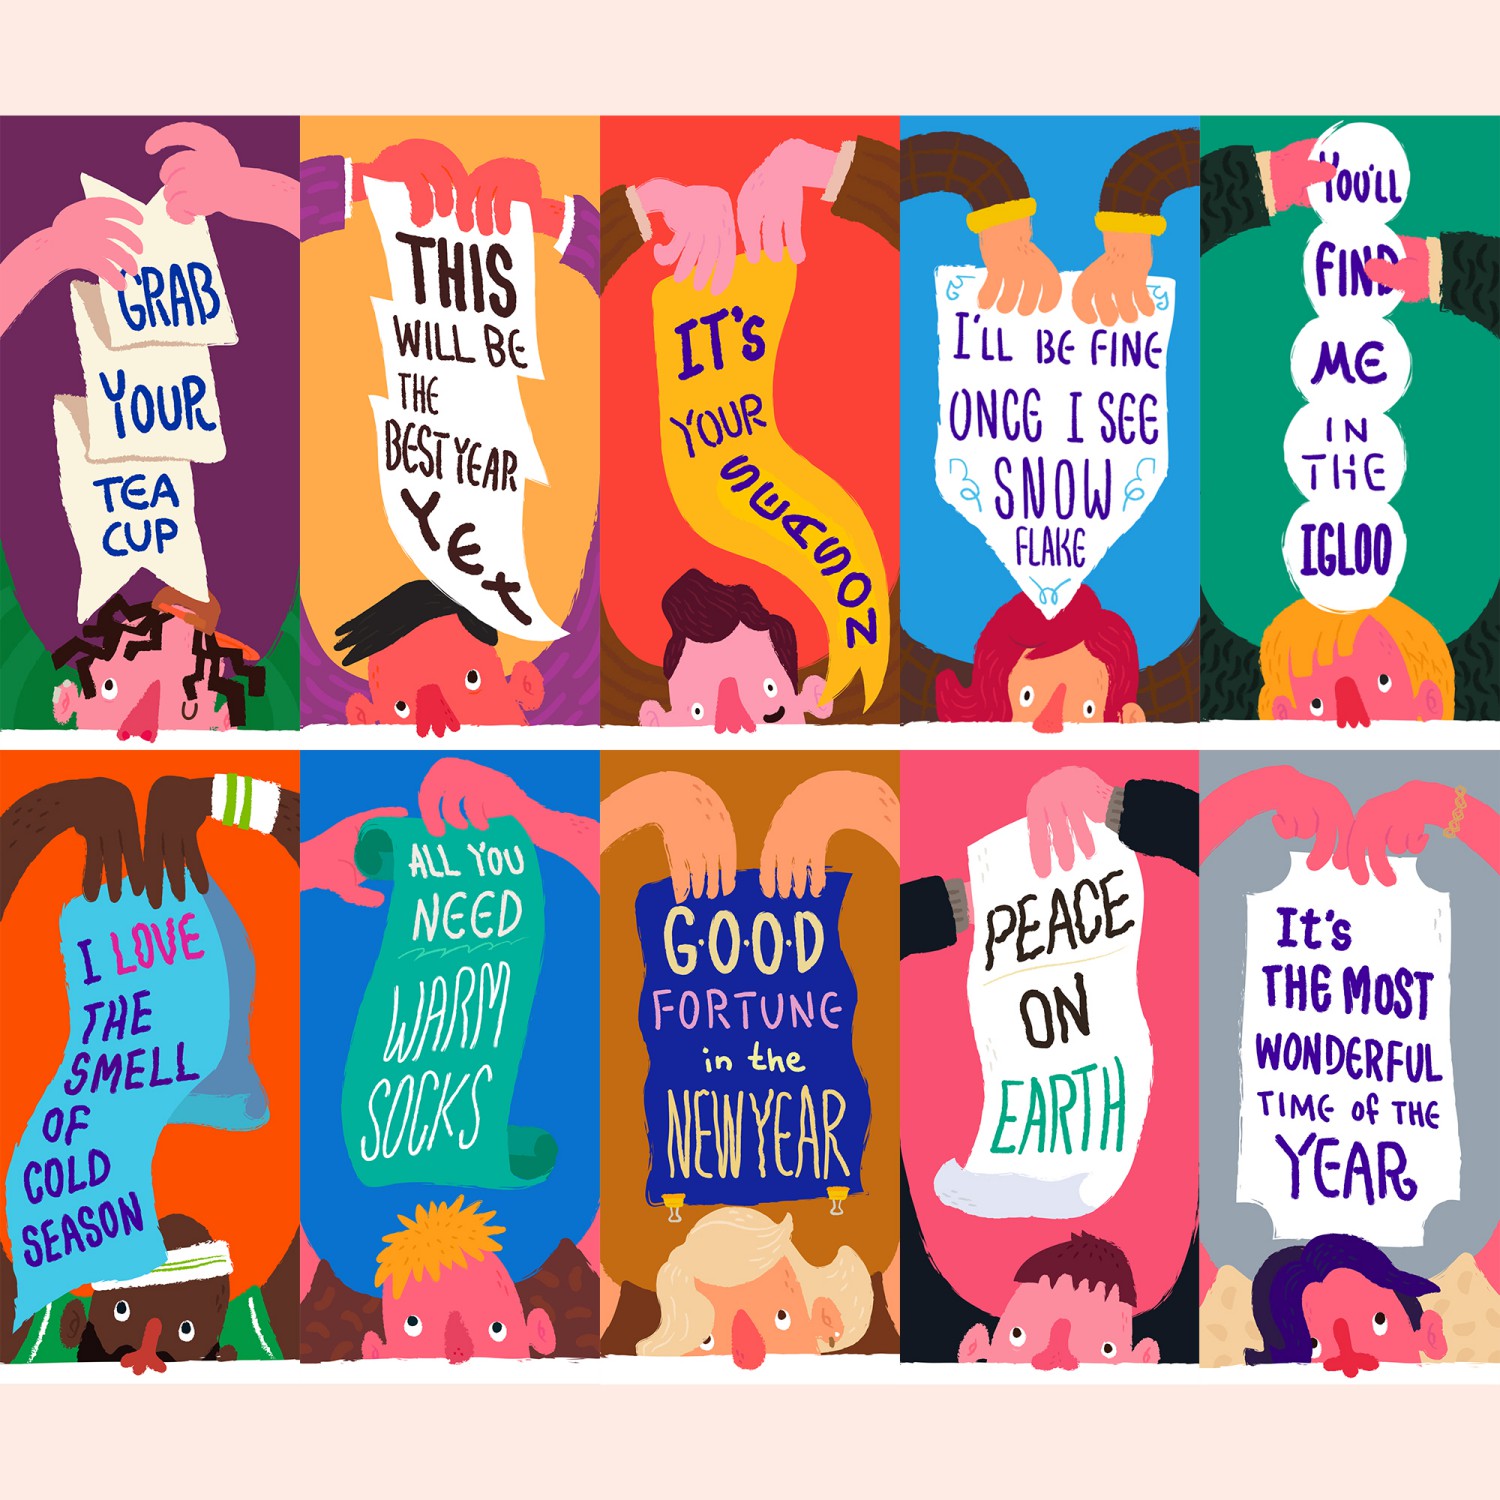 GRAB
YOUR
TEA
CUP
THIS
WILL BE
THE
BEST YEAR
YET
IT'S
YOUR
SEASON
I'LL BE FINE
ONCE I SEE
SNOW
FLAKE
YOU'LL
FIND
ME
IN
THE
IGLOO
I LOVE
THE
SMELL
OF
COLD
SEASON
ALL YOU
NEED
WARM
SOCKS
G·O·O·D
FORTUNE
in the
NEW YEAR
PEACE
ON
EARTH
It's
THE MOST
WONDERFUL
TIME of THE
YEAR